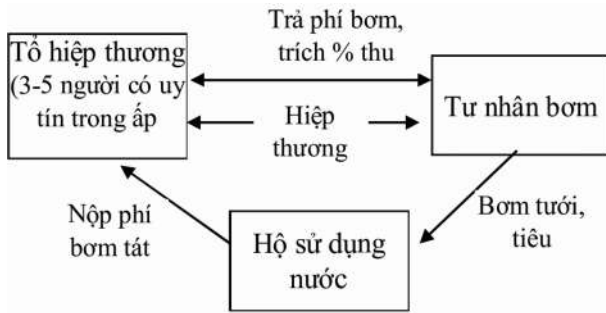 Trả phí bơm,
trích % thu
Tổ hiệp thương
(3-5 người có uy
tín trong ấp
Tư nhân bơm
Hiệp
thương
Nộp phí
bơm tát
Bơm tưới,
tiêu
Hộ sử dụng
nước